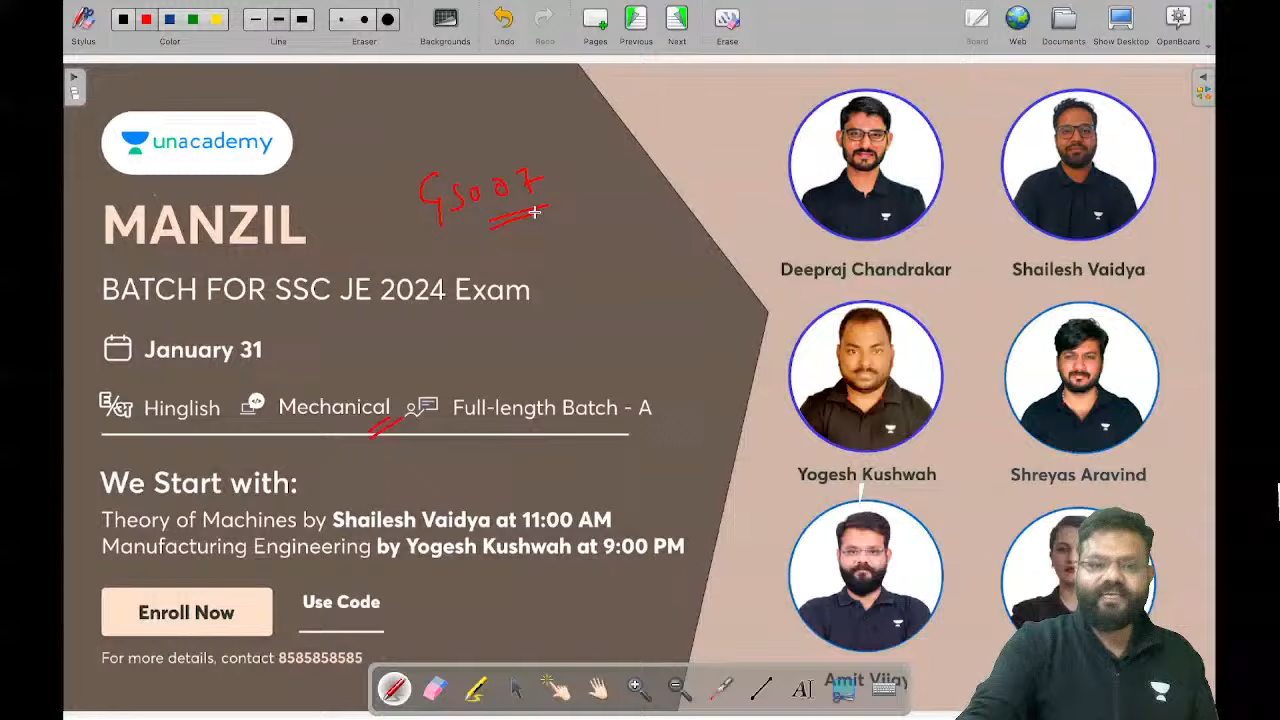 Stylus
Color
Line
Eraser
Backgrounds
Undo
Redo
Pages
Previous
Next
Erase
Board
Web
Documents
Show Desktop
OpenBoard
unacademy
GS007
MANZIL
BATCH FOR SSC JE 2024 Exam
January 31
Hinglish
Mechanical
Full-length Batch - A
We Start with:
Theory of Machines by Shailesh Vaidya at 11:00 AM
Manufacturing Engineering by Yogesh Kushwah at 9:00 PM
Enroll Now
Use Code
For more details, contact 8585858585
Deepraj Chandrakar
Shailesh Vaidya
Yogesh Kushwah
Shreyas Aravind
Amit Vijay